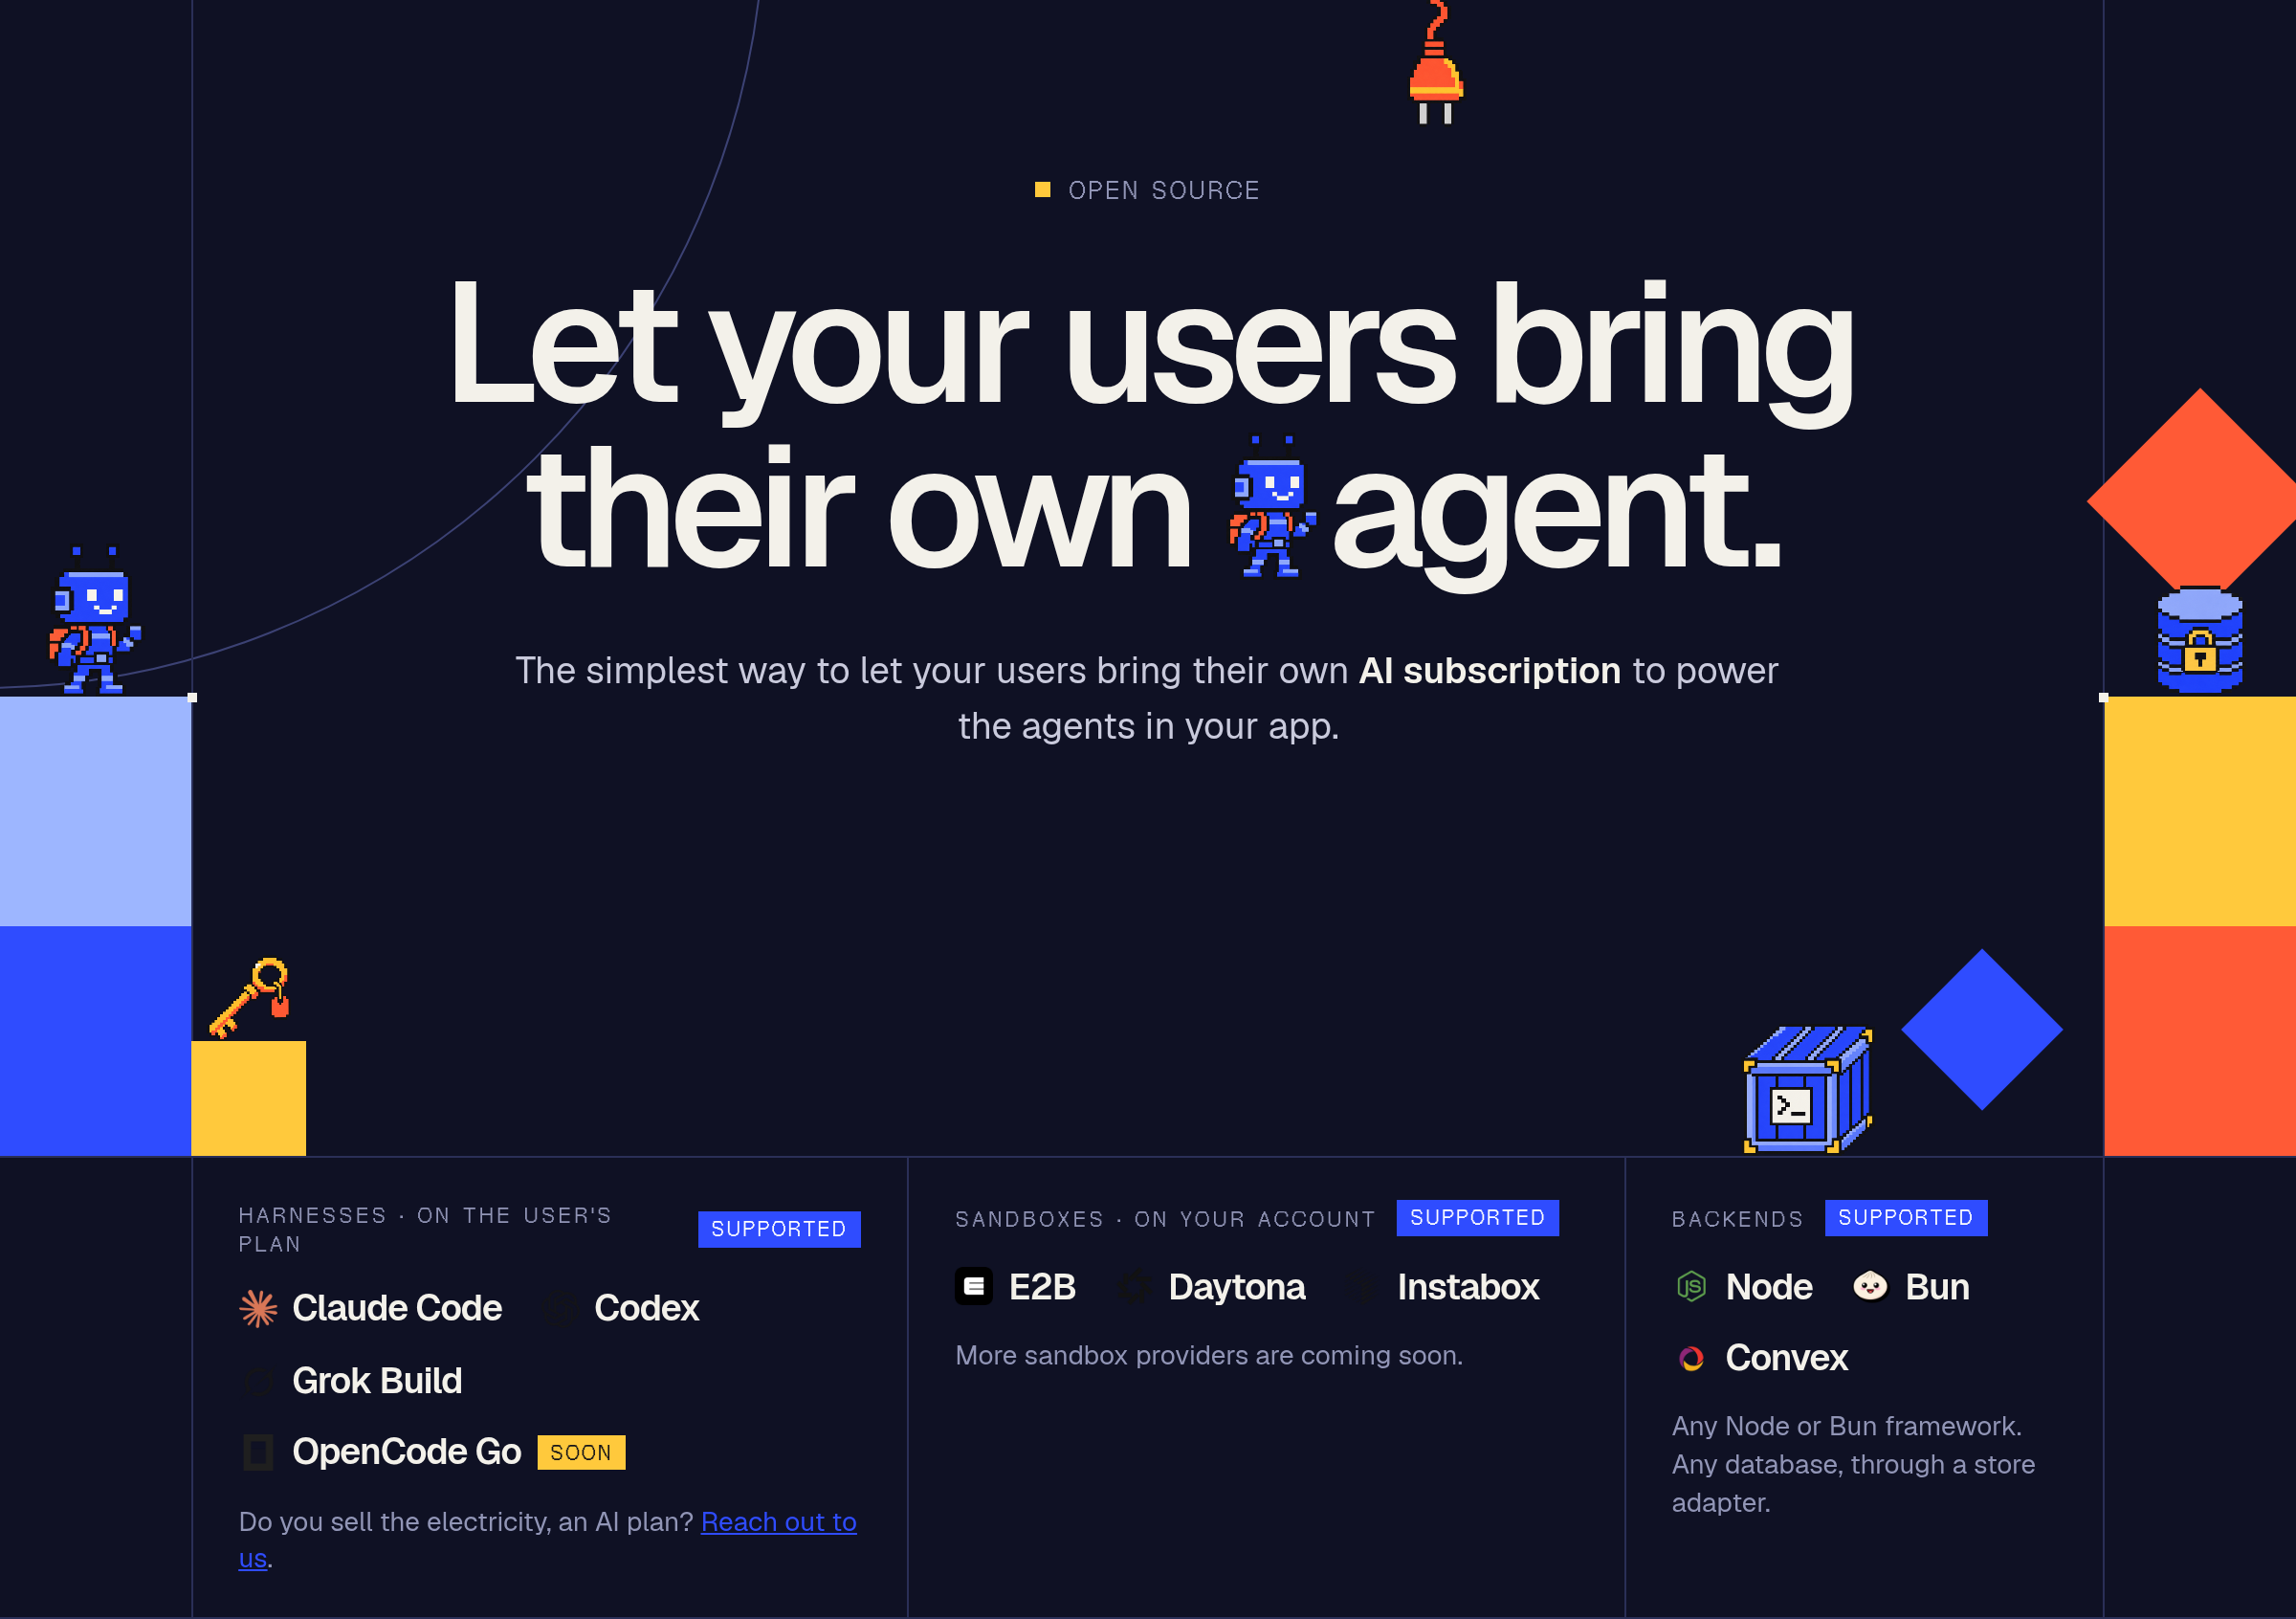 OPEN SOURCE
Let your users bring
their own agent.
The simplest way to let your users bring their own AI subscription to power
the agents in your app.
HARNESSES · ON THE USER'S
PLAN
SUPPORTED
Claude Code
Codex
Grok Build
OpenCode Go
SOON
Do you sell the electricity, an AI plan? Reach out to
us.
SANDBOXES · ON YOUR ACCOUNT
SUPPORTED
E2B
Daytona
Instabox
More sandbox providers are coming soon.
BACKENDS
SUPPORTED
Node
Bun
Convex
Any Node or Bun framework.
Any database, through a store
adapter.